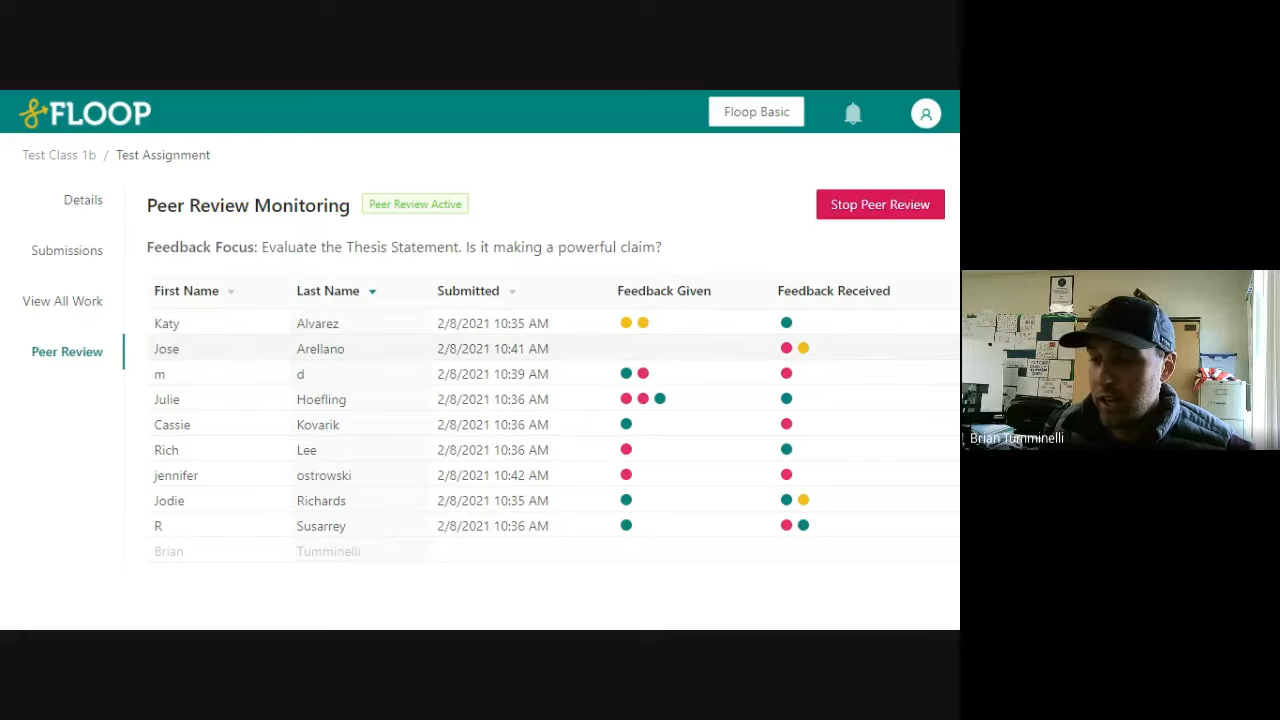 FLOOP
Floop Basic
Test Class 1b / Test Assignment
Details
Submissions
View All Work
Peer Review
Peer Review Monitoring
Peer Review Active
Stop Peer Review
Feedback Focus: Evaluate the Thesis Statement. Is it making a powerful claim?
First Name Last Name Submitted Feedback Given Feedback Received
Katy Alvarez 2/8/2021 10:35 AM
Jose Arellano 2/8/2021 10:41 AM
m d 2/8/2021 10:39 AM
Julie Hoefling 2/8/2021 10:36 AM
Cassie Kovarik 2/8/2021 10:36 AM
Rich Lee 2/8/2021 10:36 AM
jennifer ostrowski 2/8/2021 10:42 AM
Jodie Richards 2/8/2021 10:35 AM
R Susarrey 2/8/2021 10:36 AM
Brian Tumminelli
Brian Tumminelli